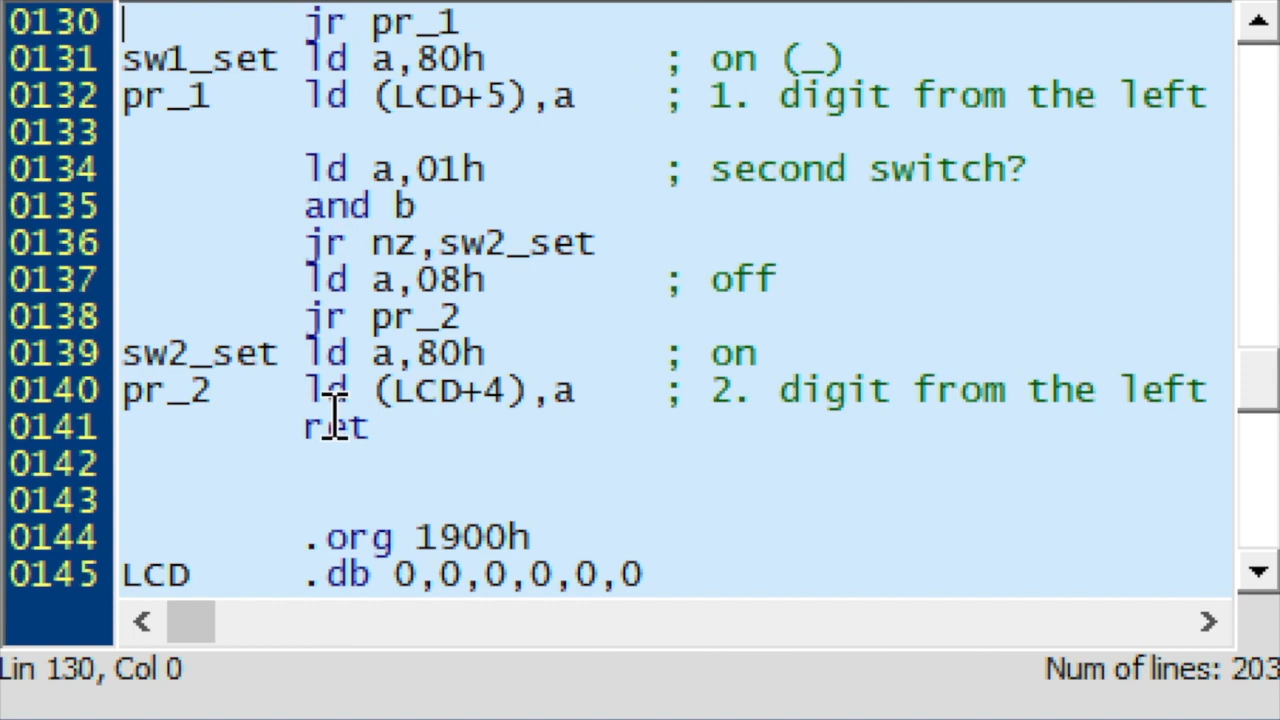 0130 jr pr_1
0131 sw1_set ld a,80h ; on (_)
0132 pr_1 ld (LCD+5),a ; 1. digit from the left
0133
0134 ld a,01h ; second switch?
0135 and b
0136 jr nz,sw2_set
0137 ld a,08h ; off
0138 jr pr_2
0139 sw2_set ld a,80h ; on
0140 pr_2 ld (LCD+4),a ; 2. digit from the left
0141 ret
0142
0143
0144 .org 1900h
0145 LCD .db 0,0,0,0,0,0
Lin 130, Col 0 Num of lines: 203